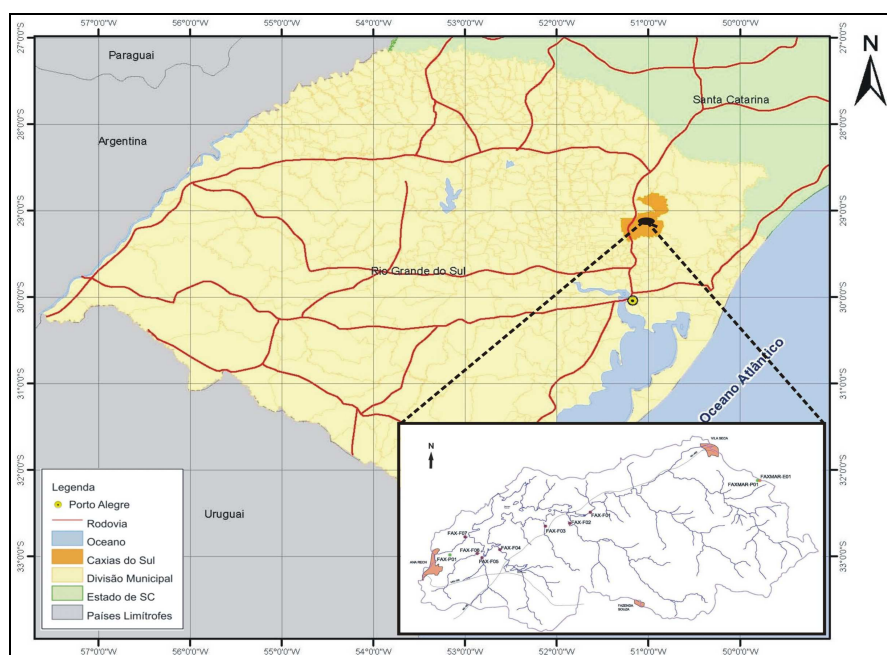 57°0'0"W 56°0'0"W 55°0'0"W 54°0'0"W 53°0'0"W 52°0'0"W 51°0'0"W 50°0'0"W
27°0'0"S 27°0'0"S
Paraguai
N
Santa Catarina
28°0'0"S 28°0'0"S
Argentina
29°0'0"S 29°0'0"S
Rio Grande do Sul
30°0'0"S 30°0'0"S
31°0'0"S 31°0'0"S
Oceano Atlântico
32°0'0"S 32°0'0"S
33°0'0"S 33°0'0"S
Uruguai
Legenda
Porto Alegre
Rodovia
Oceano
Caxias do Sul
Divisão Municipal
Estado de SC
Países Limítrofes
N
VILA SECA
FAXMAR-E01
FAXMAR-P01
FAX-F01
FAX-F02
FAX-F03
FAX-F07
FAX-F04
FAX-F06
FAX-P01
FAX-F05
ANA RECH
FAZENDA
SOUZA
57°0'0"W 56°0'0"W 55°0'0"W 54°0'0"W 53°0'0"W 52°0'0"W 51°0'0"W 50°0'0"W